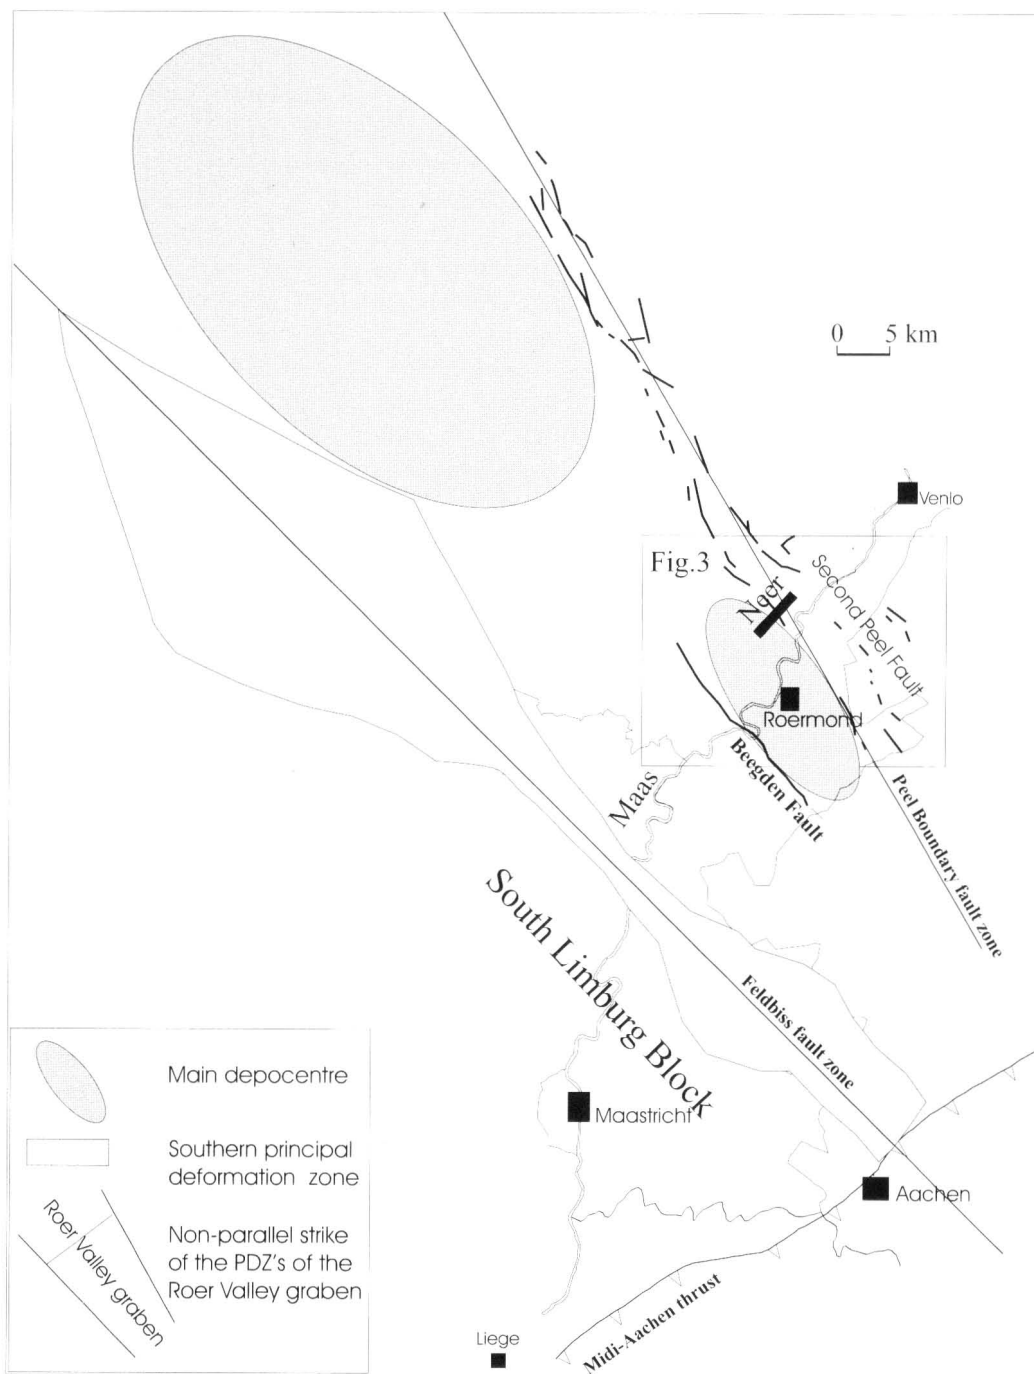 0 5 km
Venlo
Fig.3
Neer
Second Peel Fault
Roermond
Beegden Fault
Maas
Peel Boundary fault zone
South Limburg Block
Feldbiss fault zone
Maastricht
Aachen
Midi-Aachen thrust
Liege
Main depocentre
Southern principal
deformation zone
Roer Valley graben
Non-parallel strike
of the PDZ's of the
Roer Valley graben